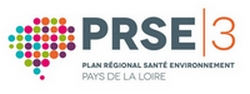 PRSE|3
PLAN RÉGIONAL SANTÉ ENVIRONNEMENT
PAYS DE LA LOIRE